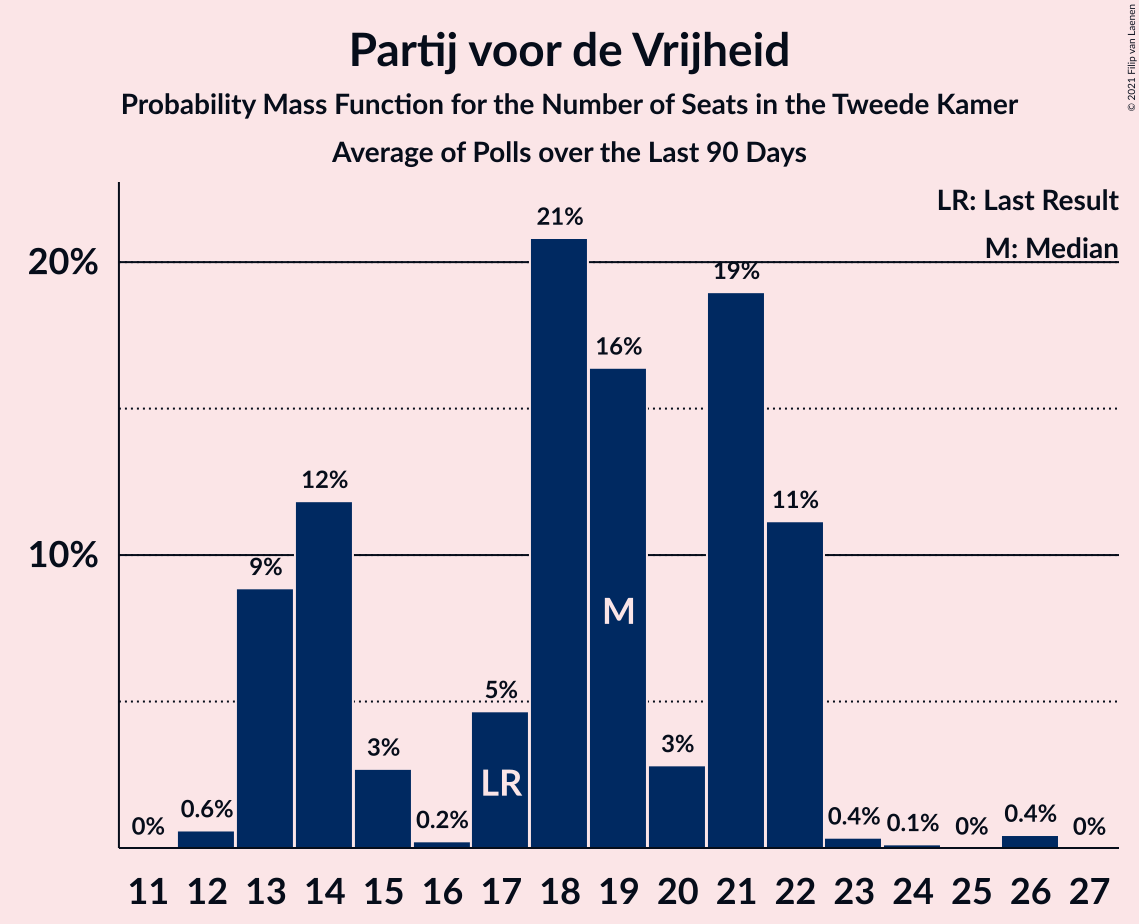 Partij voor de Vrijheid
Probability Mass Function for the Number of Seats in the Tweede Kamer
Average of Polls over the Last 90 Days
© 2021 Filip van Laenen
LR: Last Result
M: Median
20%
10%
0%
0.6%
9%
12%
3%
0.2%
5%
21%
16%
3%
19%
11%
0.4%
0.1%
0%
0.4%
0%
LR
M
11 12 13 14 15 16 17 18 19 20 21 22 23 24 25 26 27